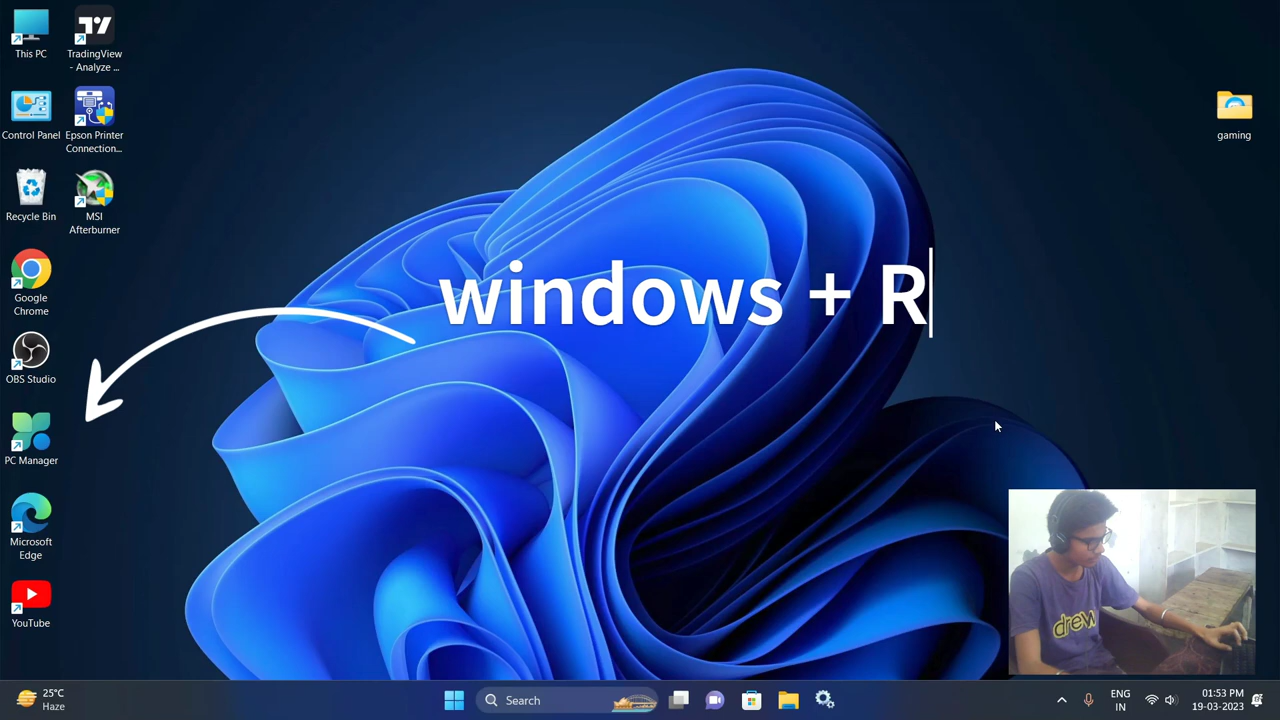 This PC
TradingView
- Analyze ...
Control Panel
Epson Printer
Connection...
Recycle Bin
MSI
Afterburner
Google
Chrome
OBS Studio
PC Manager
Microsoft
Edge
YouTube
gaming
windows + R
drew
25°C
Haze
Search
ENG
IN
01:53 PM
19-03-2023